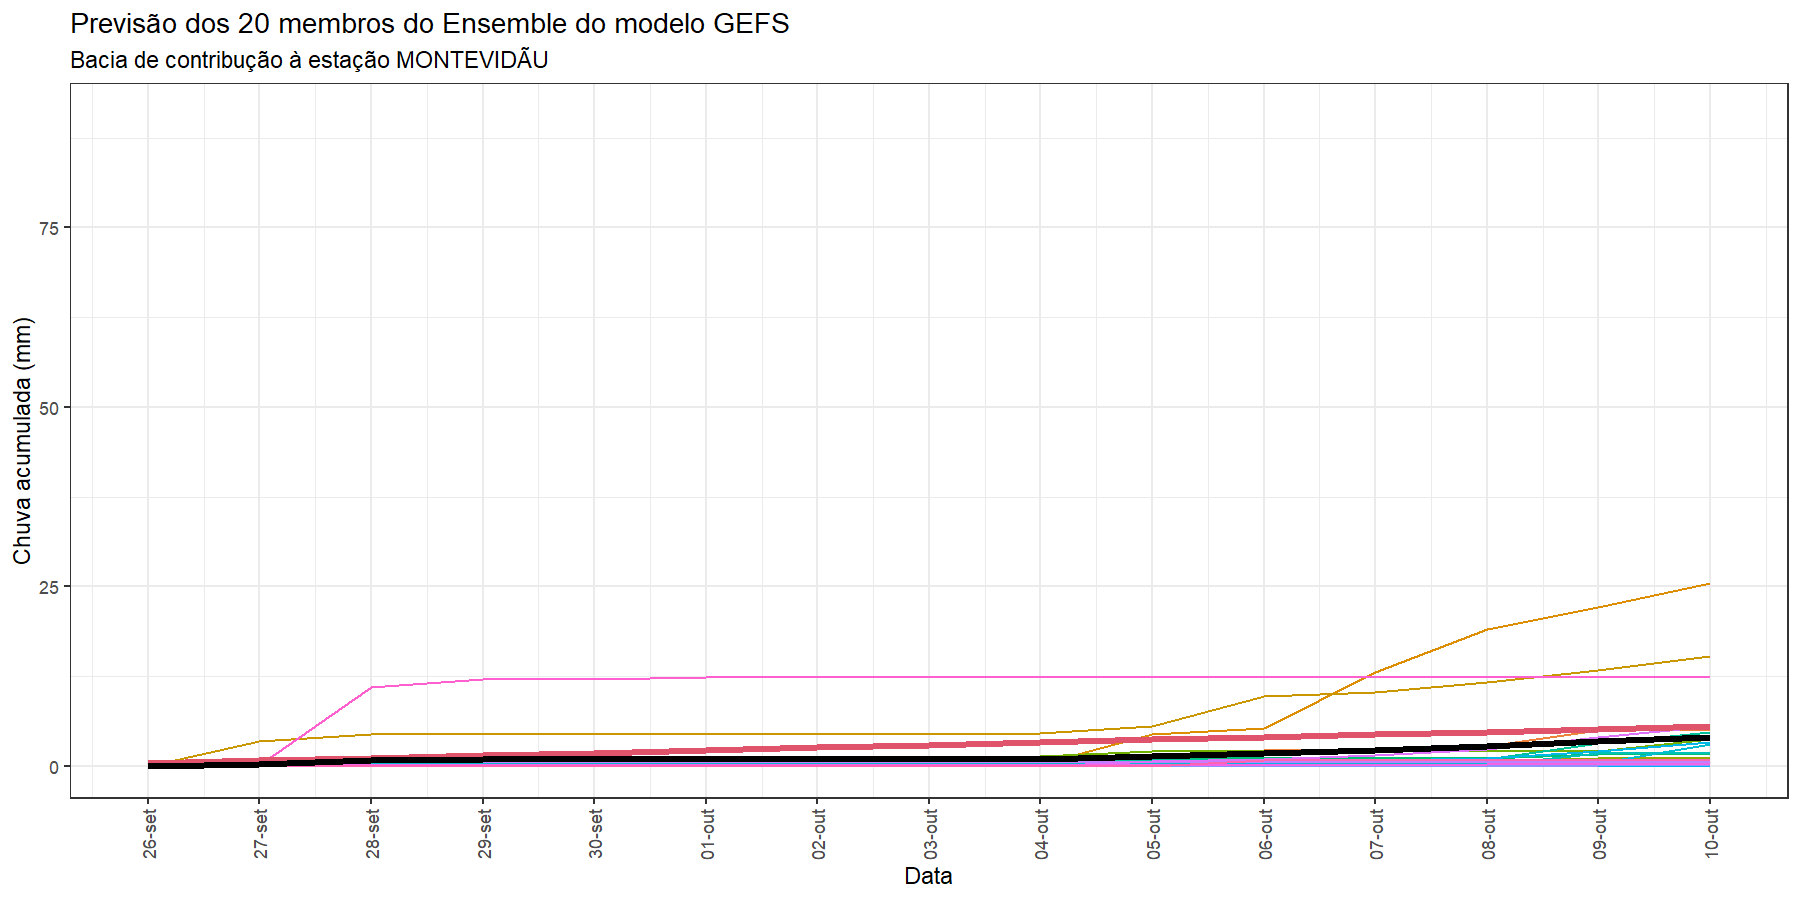 Previsão dos 20 membros do Ensemble do modelo GEFS
Bacia de contribução à estação MONTEVIDÃU
Chuva acumulada (mm)
75
50
25
0
26-set
27-set
28-set
29-set
30-set
01-out
02-out
03-out
04-out
05-out
06-out
07-out
08-out
09-out
10-out
Data